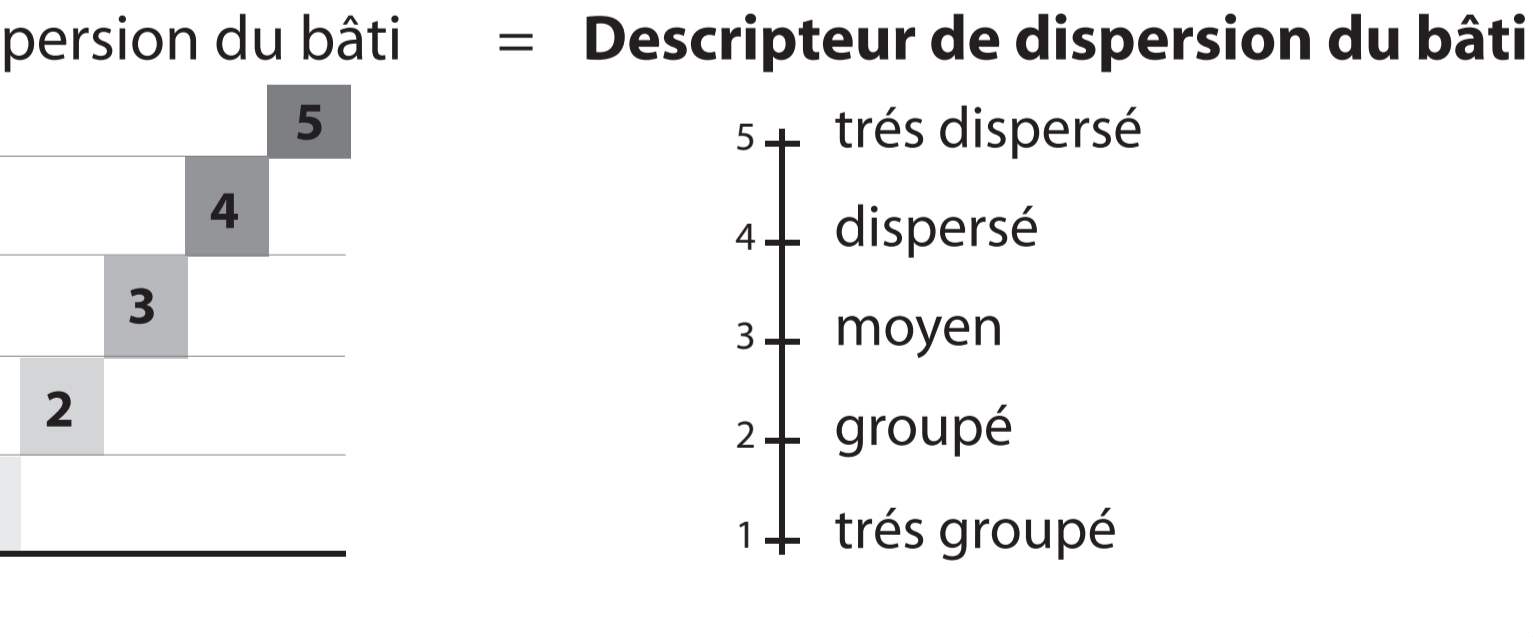 persion du bâti = Descripteur de dispersion du bâti
5
4
3
2
5 trés dispersé
4 dispersé
3 moyen
2 groupé
1 trés groupé